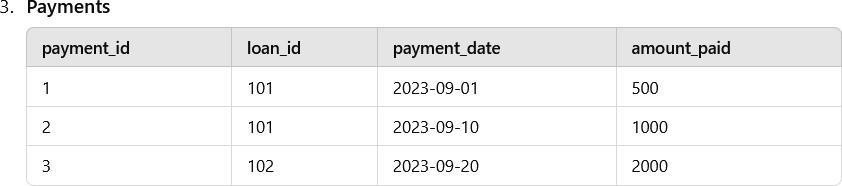 3. Payments
payment_id loan_id payment_date amount_paid
1 101 2023-09-01 500
2 101 2023-09-10 1000
3 102 2023-09-20 2000